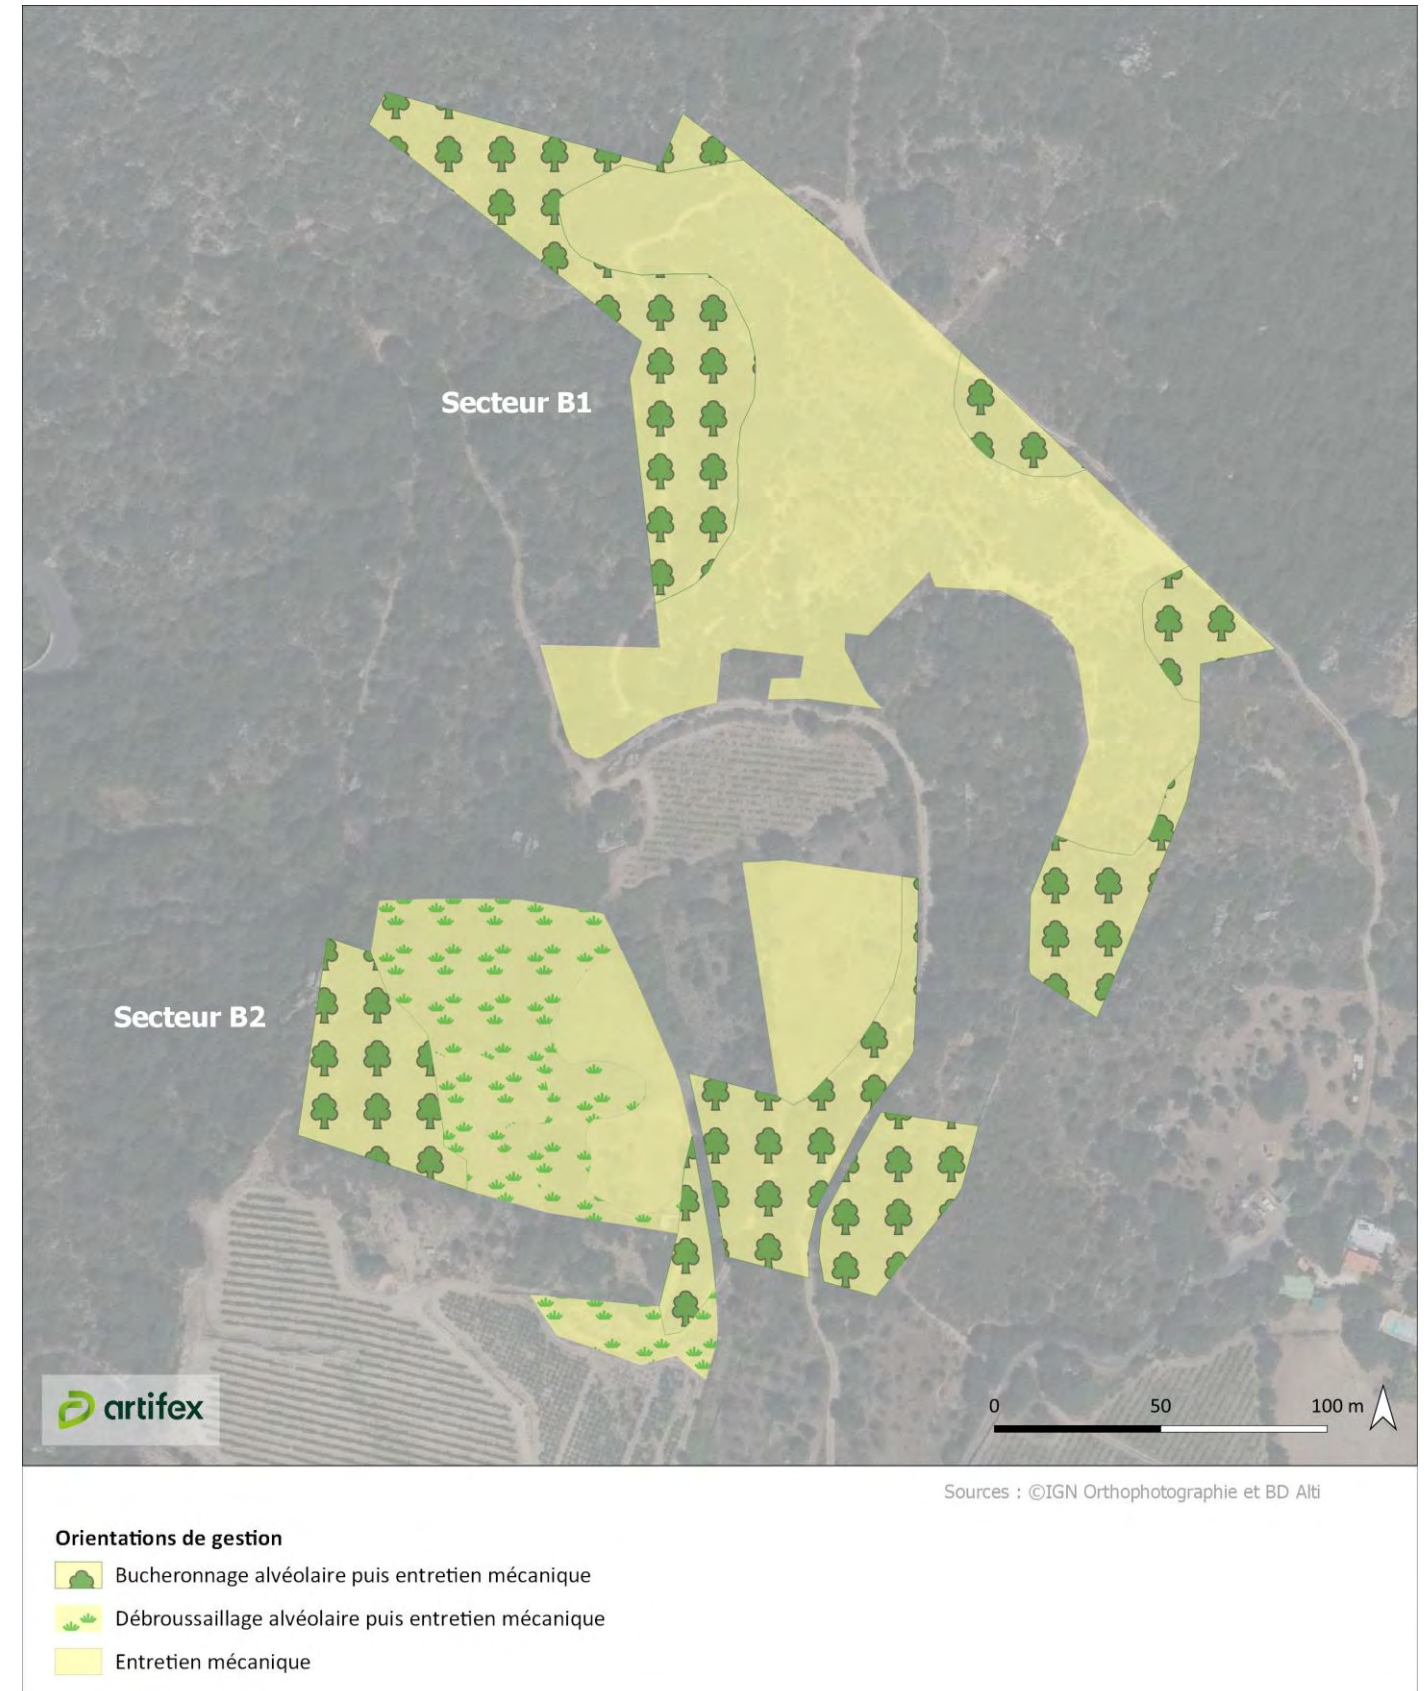 Secteur B1
Secteur B2
artifex
0 50 100 m
Sources : ©IGN Orthophotographie et BD Alti
Orientations de gestion
Bucheronnage alvéolaire puis entretien mécanique
Débroussaillage alvéolaire puis entretien mécanique
Entretien mécanique